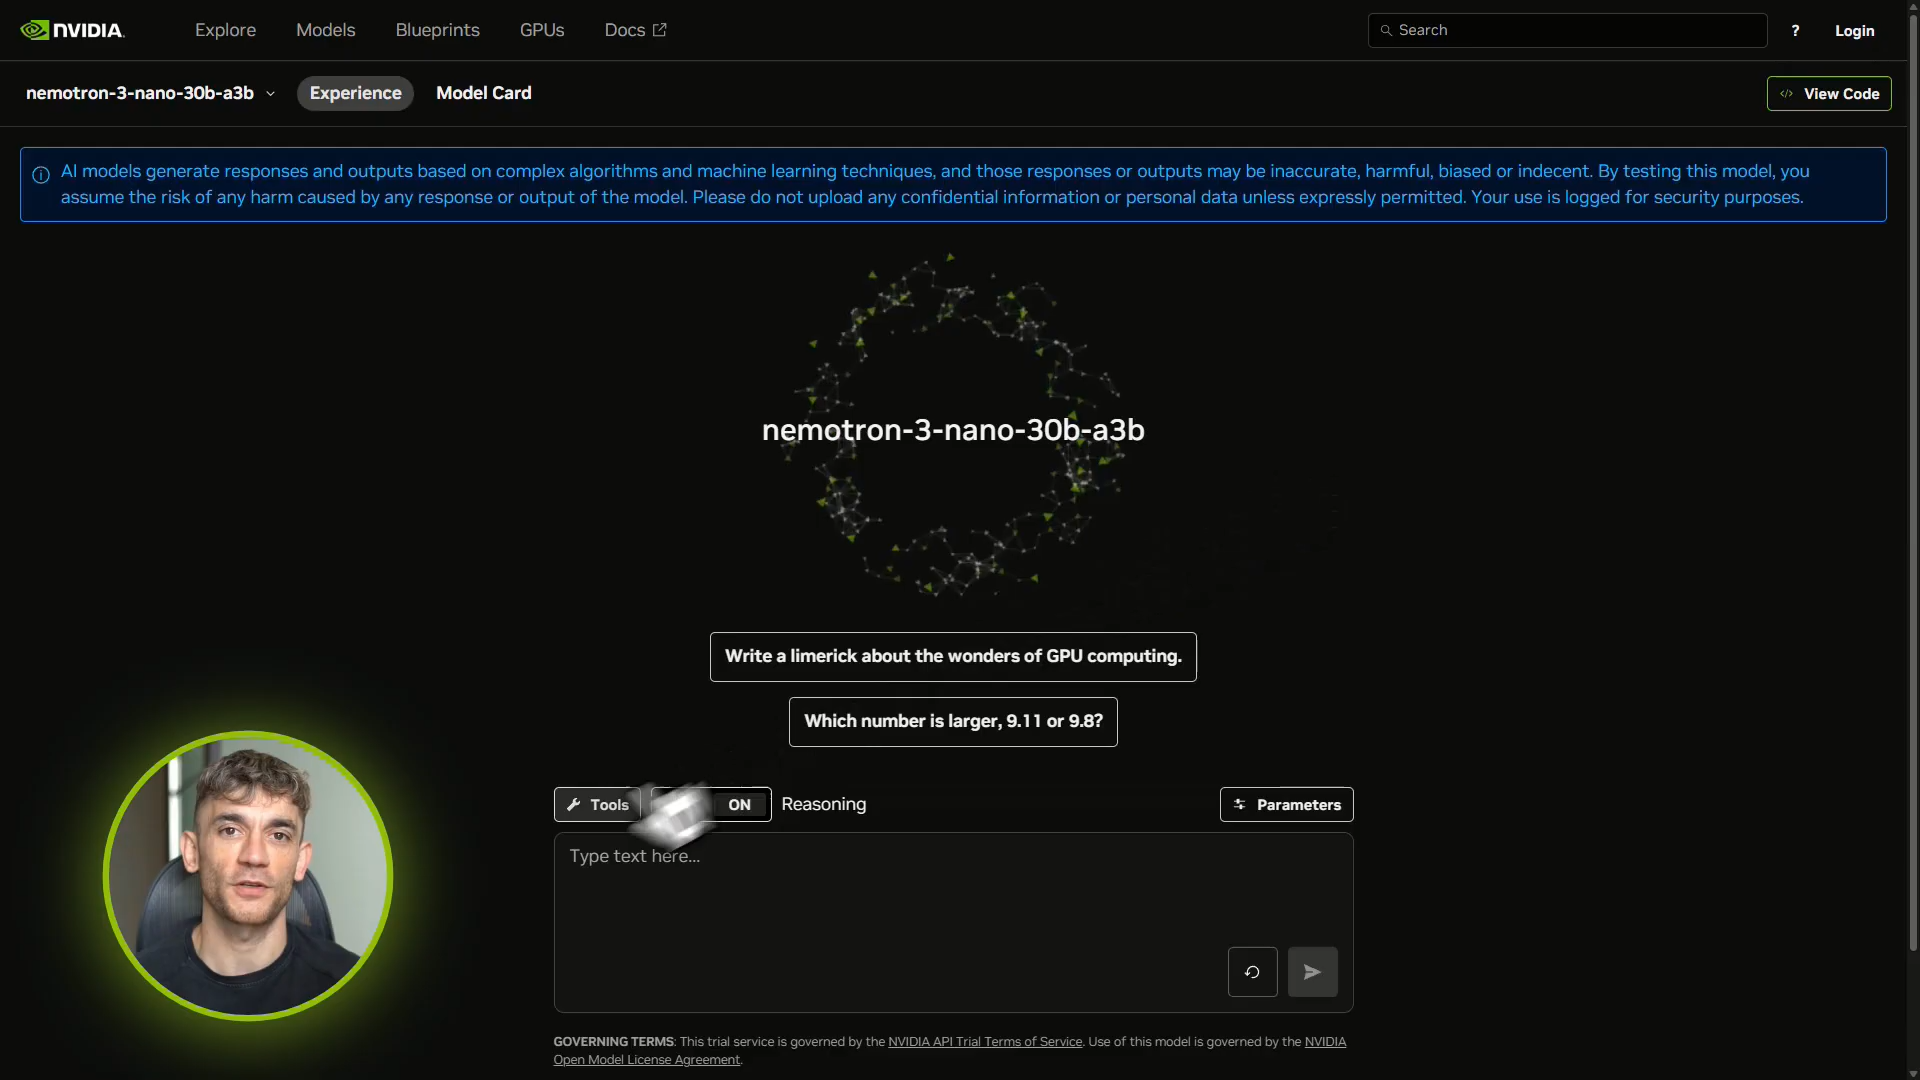 NVIDIA.
Explore
Models
Blueprints
GPUs
Docs
Search
?
Login
nemotron-3-nano-30b-a3b
Experience
Model Card
</> View Code
AI models generate responses and outputs based on complex algorithms and machine learning techniques, and those responses or outputs may be inaccurate, harmful, biased or indecent. By testing this model, you
assume the risk of any harm caused by any response or output of the model. Please do not upload any confidential information or personal data unless expressly permitted. Your use is logged for security purposes.
nemotron-3-nano-30b-a3b
Write a limerick about the wonders of GPU computing.
Which number is larger, 9.11 or 9.8?
Tools
ON
Reasoning
Parameters
Type text here...
GOVERNING TERMS: This trial service is governed by the NVIDIA API Trial Terms of Service. Use of this model is governed by the NVIDIA
Open Model License Agreement.